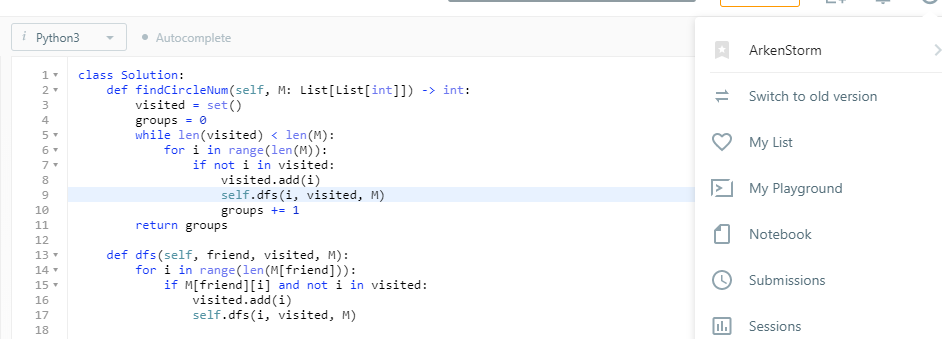 i Python3
Autocomplete
1 class Solution:
2     def findCircleNum(self, M: List[List[int]]) -> int:
3         visited = set()
4         groups = 0
5         while len(visited) < len(M):
6             for i in range(len(M)):
7                 if not i in visited:
8                     visited.add(i)
9                     self.dfs(i, visited, M)
10                     groups += 1
11         return groups
12
13     def dfs(self, friend, visited, M):
14         for i in range(len(M[friend])):
15             if M[friend][i] and not i in visited:
16                 visited.add(i)
17                 self.dfs(i, visited, M)
18
ArkenStorm
Switch to old version
My List
My Playground
Notebook
Submissions
Sessions